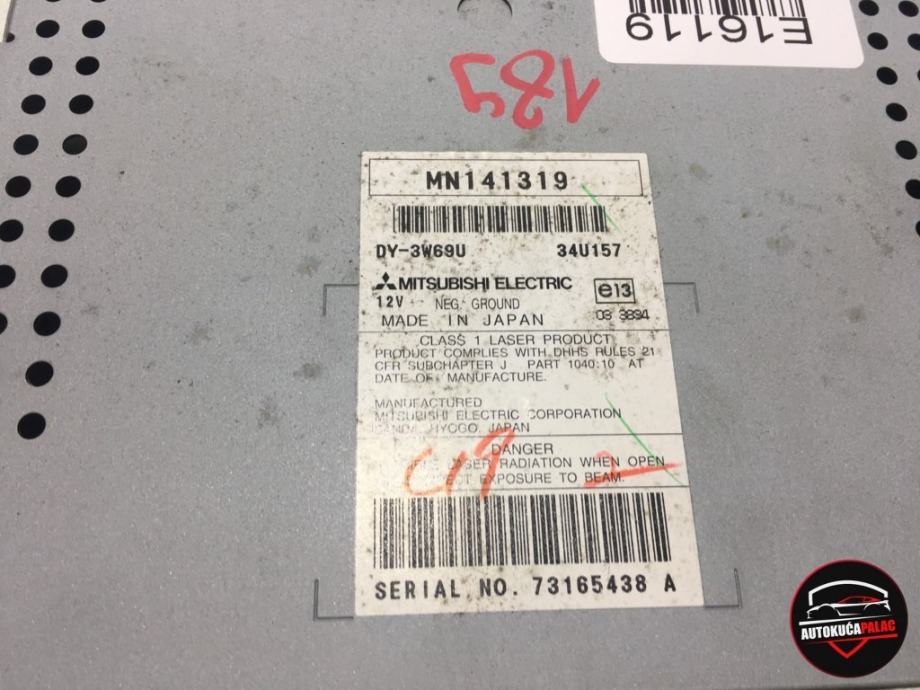 E16119
189
MN141319
DY-3W69U 34U157
MITSUBISHI ELECTRIC e13
12V NEG. GROUND 03 3894
MADE IN JAPAN
CLASS 1 LASER PRODUCT
PRODUCT COMPLIES WITH DHHS RULES 21
CFR SUBCHAPTER J PART 1040:10 AT
DATE OF MANUFACTURE.
MANUFACTURED
MITSUBISHI ELECTRIC CORPORATION
HYOGO, JAPAN
DANGER
LASER RADIATION WHEN OPEN
EXPOSURE TO BEAM.
SERIAL NO. 73165438 A
AUTOKUĆAPALAC